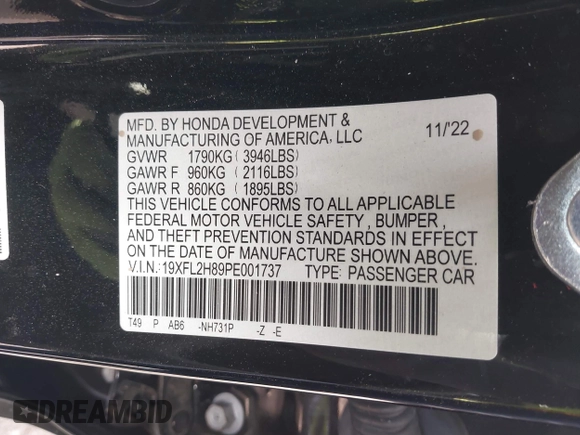 MFD. BY HONDA DEVELOPMENT &
MANUFACTURING OF AMERICA, LLC 11/'22
GVWR 1790KG ( 3946LBS)
GAWR F 960KG ( 2116LBS)
GAWR R 860KG ( 1895LBS)
THIS VEHICLE CONFORMS TO ALL APPLICABLE
FEDERAL MOTOR VEHICLE SAFETY , BUMPER ,
AND THEFT PREVENTION STANDARDS IN EFFECT
ON THE DATE OF MANUFACTURE SHOWN ABOVE.
V.I.N.: 19XFL2H89PE001737 TYPE: PASSENGER CAR
T49 P AB6 -NH731P -Z -E
DREAMBID